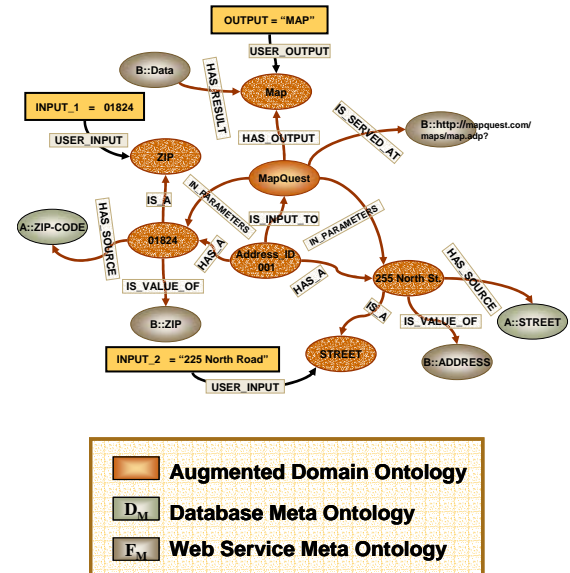 OUTPUT = “MAP”
USER_OUTPUT
B::Data
HAS_RESULT
Map
INPUT_1 = 01824
USER_INPUT
IS_SERVED_AT
B::http://mapquest.com/
maps/map.adp?
HAS_OUTPUT
ZIP
MapQuest
IS_A
IN_PARAMETERS
IS_INPUT_TO
IN_PARAMETERS
A::ZIP-CODE
HAS_SOURCE
01824
HAS_A
Address_ID
001
HAS_A
255 North St.
HAS_SOURCE
IS_VALUE_OF
IS_A
IS_VALUE_OF
A::STREET
B::ZIP
STREET
B::ADDRESS
INPUT_2 = “225 North Road”
USER_INPUT
Augmented Domain Ontology
DM Database Meta Ontology
FM Web Service Meta Ontology